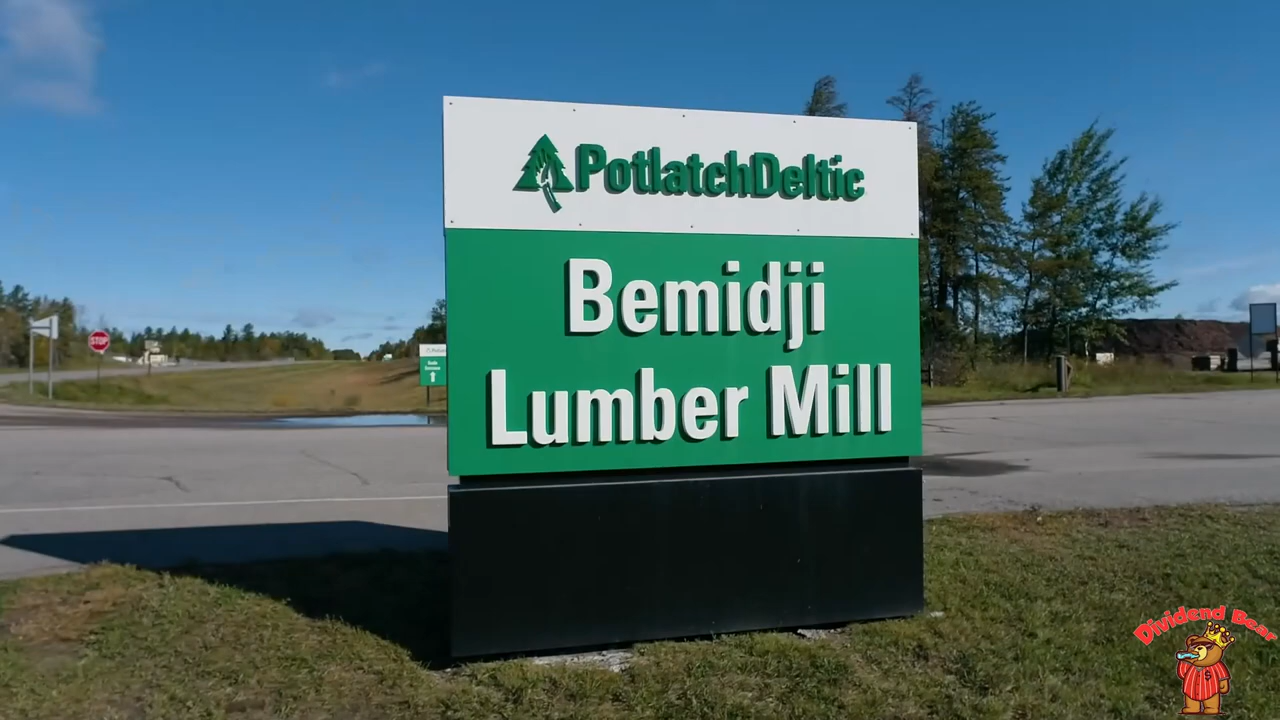 PotlatchDeltic
Bemidji
Lumber Mill
STOP
Dividend Bear